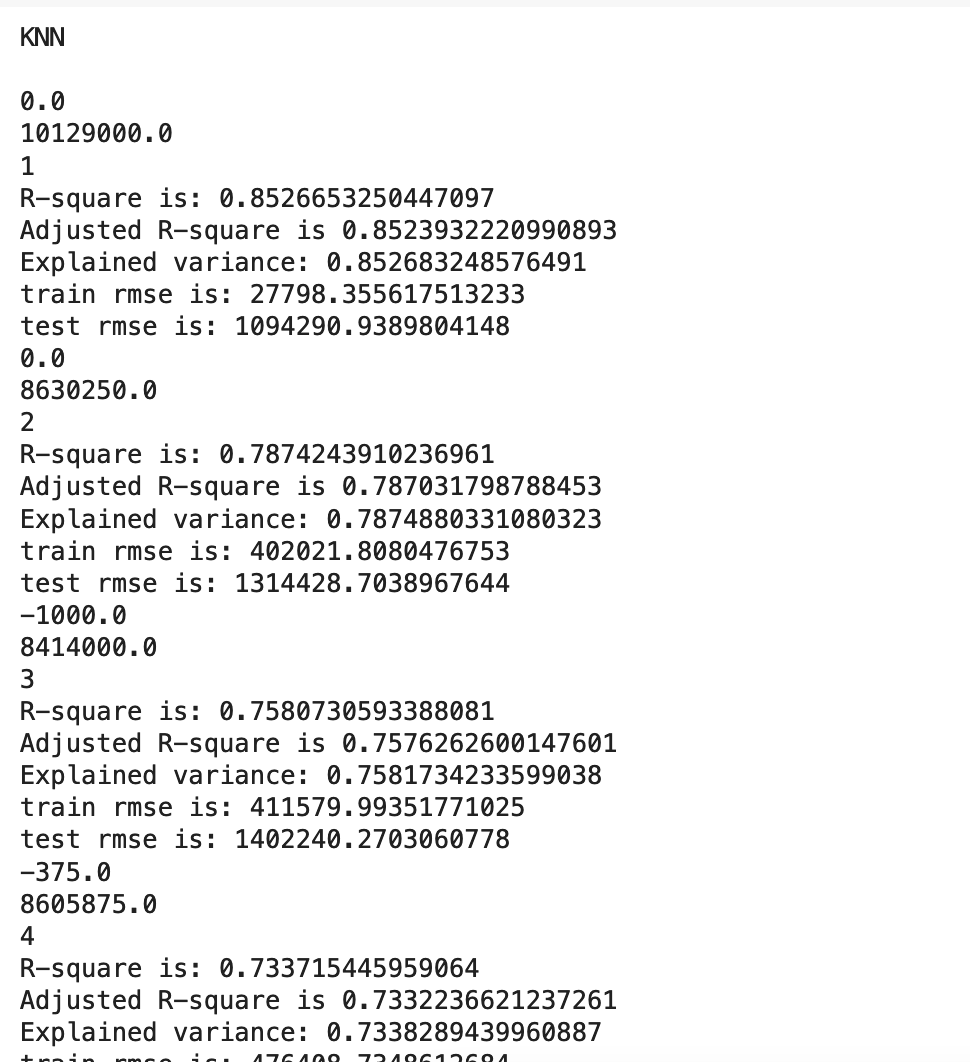 KNN
0.0
10129000.0
1
R-square is: 0.8526653250447097
Adjusted R-square is 0.8523932220990893
Explained variance: 0.852683248576491
train rmse is: 27798.355617513233
test rmse is: 1094290.9389804148
0.0
8630250.0
2
R-square is: 0.7874243910236961
Adjusted R-square is 0.787031798788453
Explained variance: 0.7874880331080323
train rmse is: 402021.8080476753
test rmse is: 1314428.7038967644
-1000.0
8414000.0
3
R-square is: 0.7580730593388081
Adjusted R-square is 0.7576262600147601
Explained variance: 0.7581734233599038
train rmse is: 411579.99351771025
test rmse is: 1402240.2703060778
-375.0
8605875.0
4
R-square is: 0.733715445959064
Adjusted R-square is 0.7332236621237261
Explained variance: 0.7338289439960887
train rmse is: